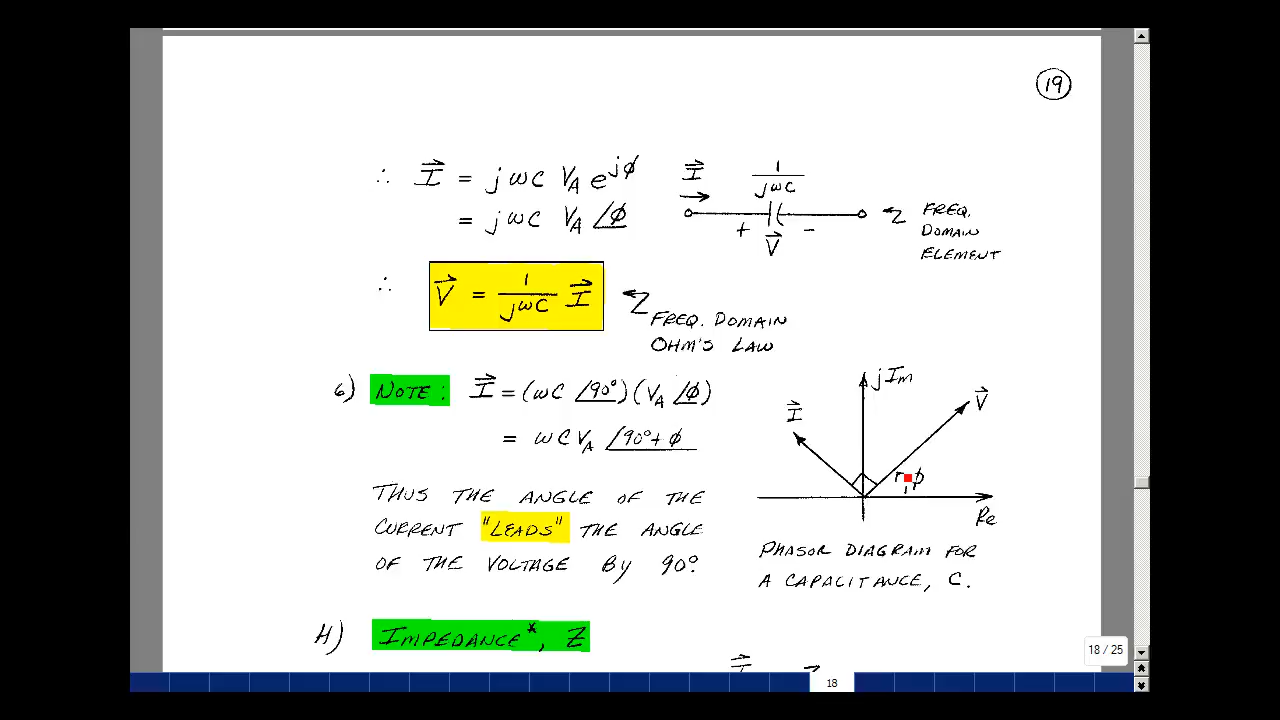 19
∴ I⃗ = jωC V_A e^{jϕ}
= jωC V_A ∠ϕ
I⃗ 1/jωC
+ V⃗ −
FREQ.
DOMAIN
ELEMENT
∴ V⃗ = 1/jωC I⃗
FREQ. DOMAIN
OHM'S LAW
6) NOTE: I⃗ = (ωC ∠90°)(V_A ∠ϕ)
= ωC V_A ∠90°+ϕ
THUS THE ANGLE OF THE
CURRENT "LEADS" THE ANGLE
OF THE VOLTAGE BY 90°.
jIm
I⃗ V⃗
ϕ
Re
PHASOR DIAGRAM FOR
A CAPACITANCE, C.
H) IMPEDANCE*, Z
I⃗
18 / 25
18